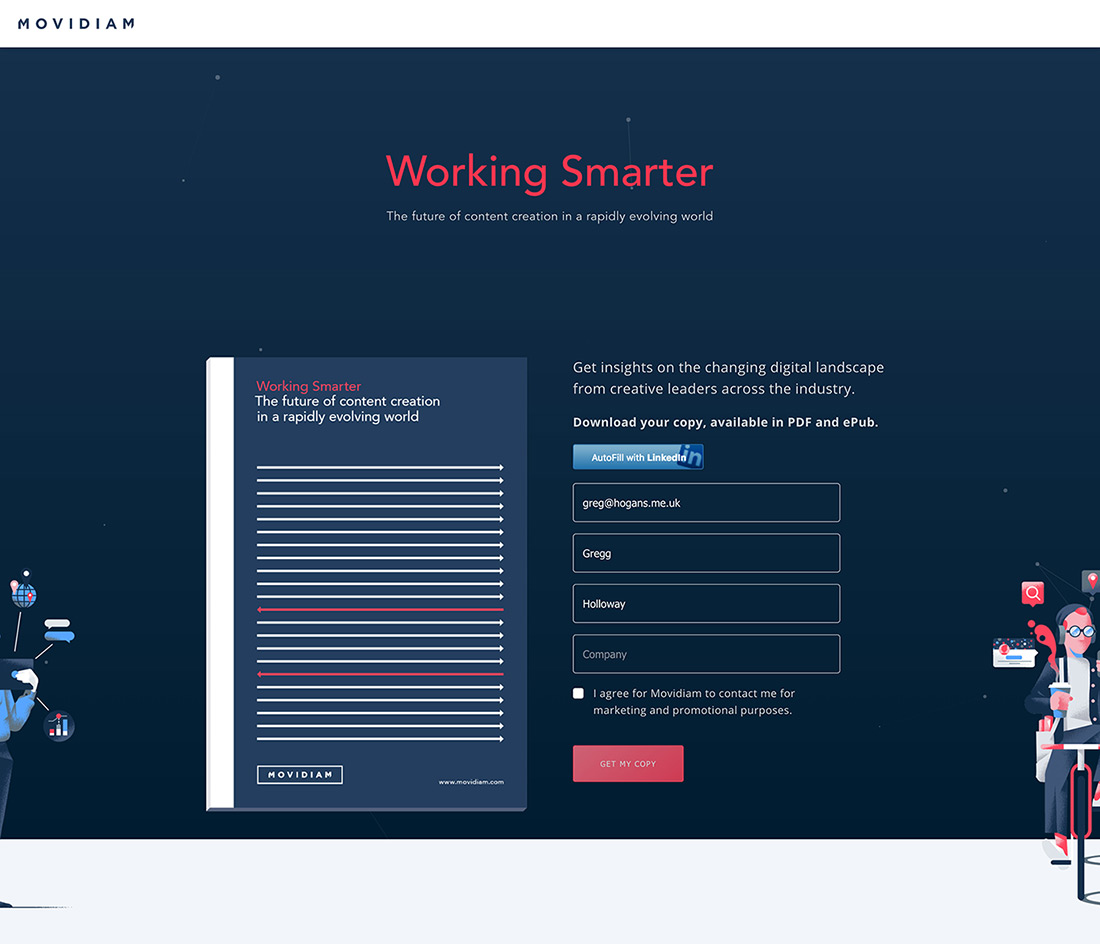 MOVIDIAM
Working Smarter
The future of content creation in a rapidly evolving world
Working Smarter
The future of content creation
in a rapidly evolving world
MOVIDIAM
www.movidiam.com
Get insights on the changing digital landscape
from creative leaders across the industry.
Download your copy, available in PDF and ePub.
AutoFill with LinkedIn in
greg@hogans.me.uk
Gregg
Holloway
Company
I agree for Movidiam to contact me for
marketing and promotional purposes.
GET MY COPY